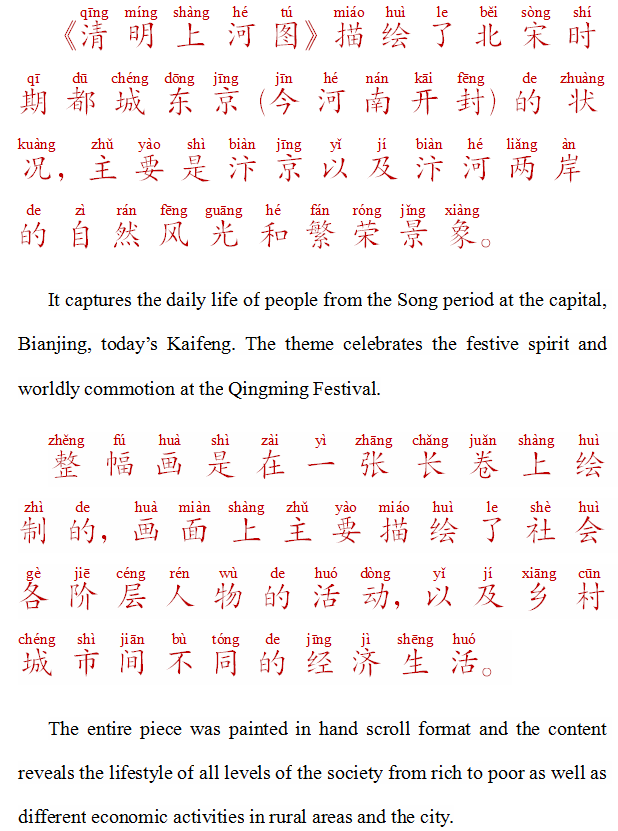 qīng míng shàng hé tú miáo huì le běi sòng shí
《清明上河图》描绘了北宋时
qī dū chéng dōng jīng jīn hé nán kāi fēng de zhuàng
期都城东京(今河南开封)的状
kuàng zhǔ yào shì biàn jīng yǐ jí biàn hé liǎng àn
况,主要是汴京以及汴河两岸
de zì rán fēng guāng hé fán róng jǐng xiàng
的自然风光和繁荣景象。
It captures the daily life of people from the Song period at the capital,
Bianjing, today's Kaifeng. The theme celebrates the festive spirit and
worldly commotion at the Qingming Festival.
zhěng fú huà shì zài yì zhāng chǎng juǎn shàng huì
整幅画是在一张长卷上绘
zhì de huà miàn shàng zhǔ yào miáo huì le shè huì
制的,画面上主要描绘了社会
gè jiē céng rén wù de huó dòng yǐ jí xiāng cūn
各阶层人物的活动,以及乡村
chéng shì jiān bù tóng de jīng jì shēng huó
城市间不同的经济生活。
The entire piece was painted in hand scroll format and the content
reveals the lifestyle of all levels of the society from rich to poor as well as
different economic activities in rural areas and the city.